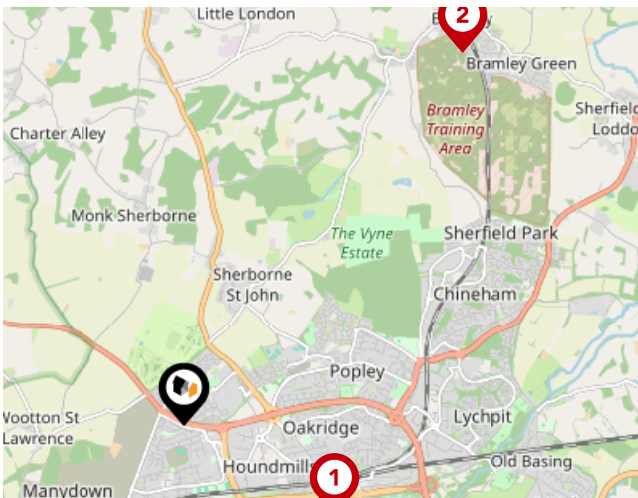 Little London
2
Bramley Green
Bramley
Training
Area
Sherfield
Loddo
Charter Alley
Monk Sherborne
The Vyne
Estate
Sherfield Park
Sherborne
St John
Chineham
Popley
Wootton St
Lawrence
Oakridge
Lychpit
Houndmills
1
Old Basing
Manydown